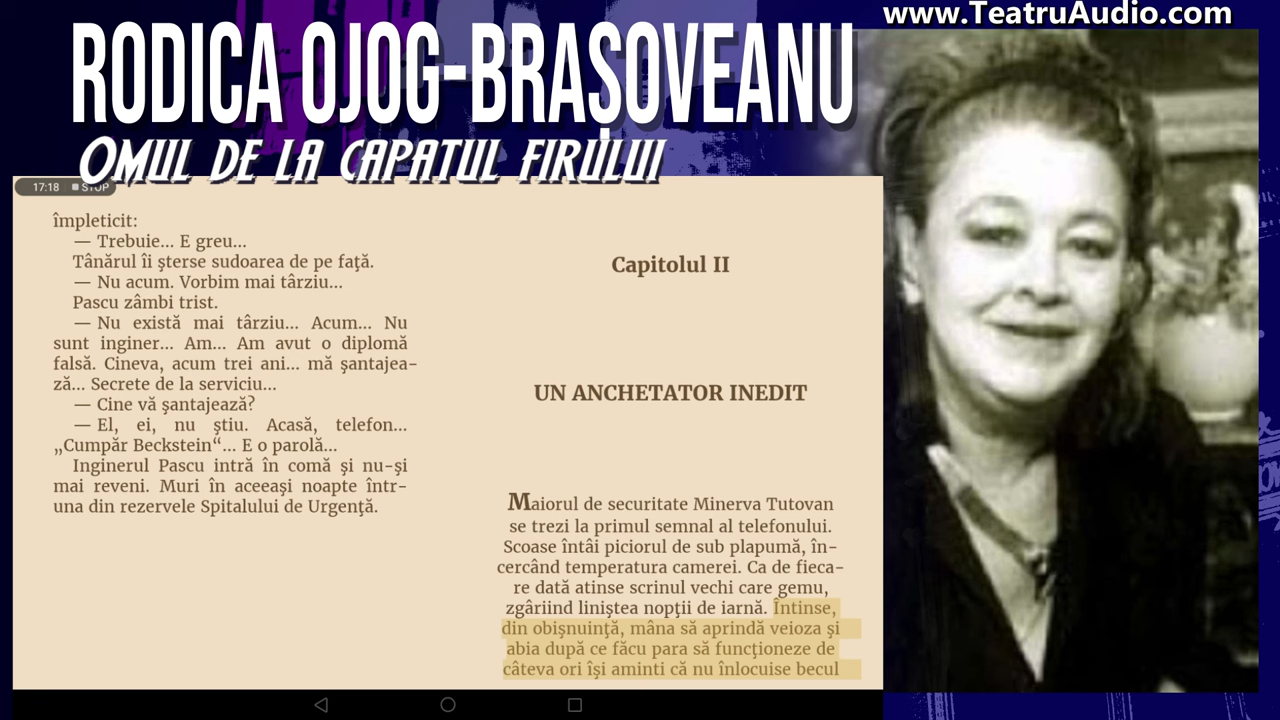 www.TeatruAudio.com
RODICA OJOG-BRAȘOVEANU
OMUL DE LA CAPATUL FIRULUI
17:18 STOP
împleticit:
— Trebuie... E greu...
Tânărul îi şterse sudoarea de pe faţă.
— Nu acum. Vorbim mai târziu...
Pascu zâmbi trist.
— Nu există mai târziu... Acum... Nu
sunt inginer... Am... Am avut o diplomă
falsă. Cineva, acum trei ani... mă şantajea-
ză... Secrete de la serviciu...
— Cine vă şantajează?
— El, ei, nu ştiu. Acasă, telefon...
„Cumpăr Beckstein“... E o parolă...
Inginerul Pascu intră în comă şi nu-şi
mai reveni. Muri în aceeaşi noapte într-
una din rezervele Spitalului de Urgenţă.
Capitolul II
UN ANCHETATOR INEDIT
Maiorul de securitate Minerva Tutovan
se trezi la primul semnal al telefonului.
Scoase întâi piciorul de sub plapumă, în-
cercând temperatura camerei. Ca de fieca-
re dată atinse scrinul vechi care gemu,
zgâriind liniştea nopţii de iarnă. Întinse,
din obişnuinţă, mâna să aprindă veioza şi
abia după ce făcu para să funcţioneze de
câteva ori îşi aminti că nu înlocuise becul